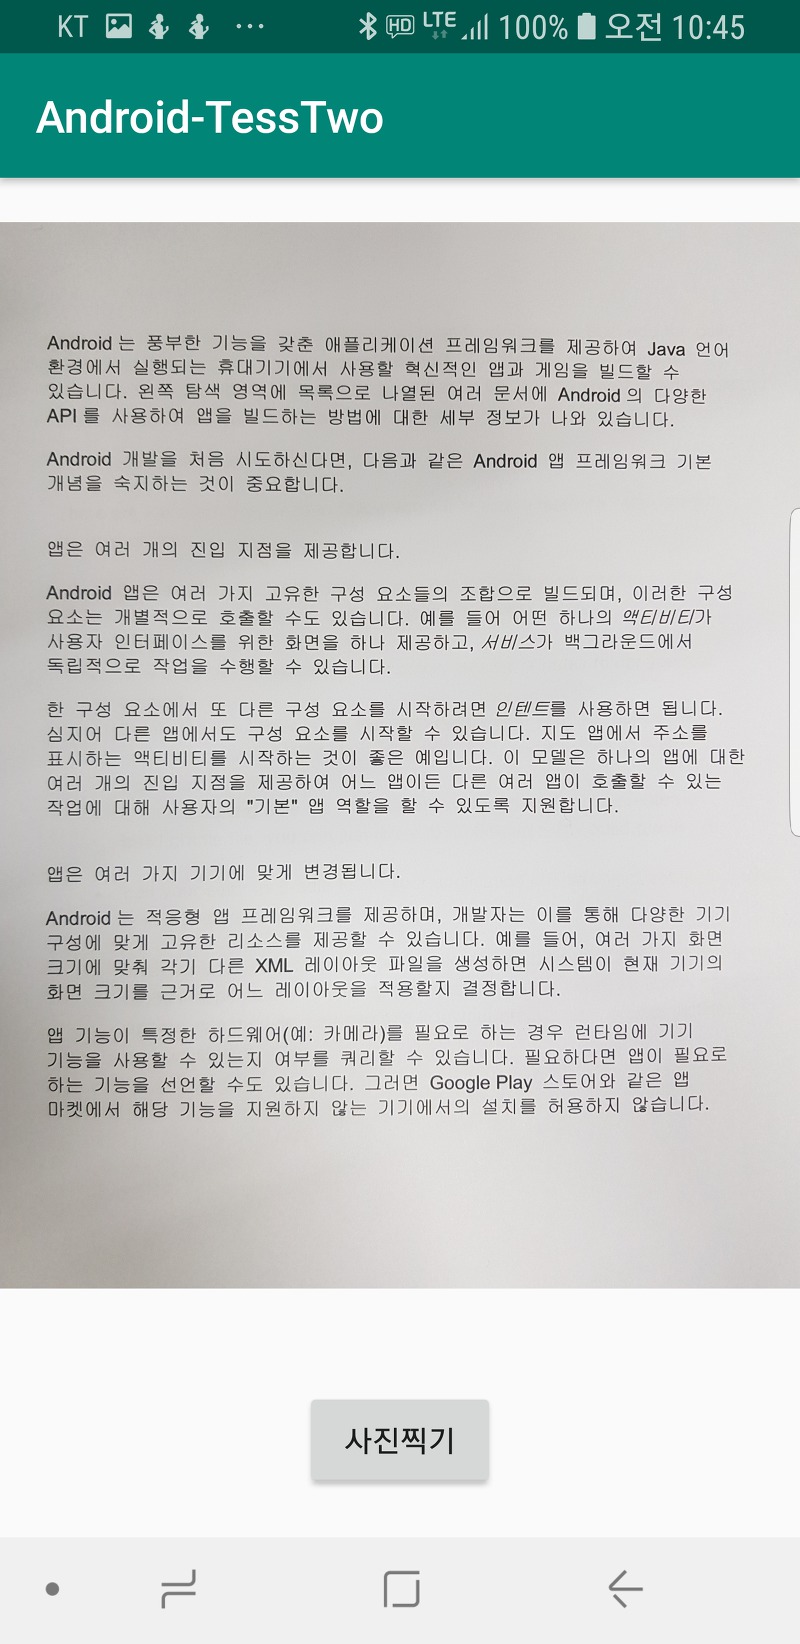 KT ... HD LTE 100% 오전 10:45
Android-TessTwo
Android 는 풍부한 기능을 갖춘 애플리케이션 프레임워크를 제공하여 Java 언어
환경에서 실행되는 휴대기기에서 사용할 혁신적인 앱과 게임을 빌드할 수
있습니다. 왼쪽 탐색 영역에 목록으로 나열된 여러 문서에 Android 의 다양한
API 를 사용하여 앱을 빌드하는 방법에 대한 세부 정보가 나와 있습니다.
Android 개발을 처음 시도하신다면, 다음과 같은 Android 앱 프레임워크 기본
개념을 숙지하는 것이 중요합니다.
앱은 여러 개의 진입 지점을 제공합니다.
Android 앱은 여러 가지 고유한 구성 요소들의 조합으로 빌드되며, 이러한 구성
요소는 개별적으로 호출할 수도 있습니다. 예를 들어 어떤 하나의 액티비티가
사용자 인터페이스를 위한 화면을 하나 제공하고, 서비스가 백그라운드에서
독립적으로 작업을 수행할 수 있습니다.
한 구성 요소에서 또 다른 구성 요소를 시작하려면 인텐트를 사용하면 됩니다.
심지어 다른 앱에서도 구성 요소를 시작할 수 있습니다. 지도 앱에서 주소를
표시하는 액티비티를 시작하는 것이 좋은 예입니다. 이 모델은 하나의 앱에 대한
여러 개의 진입 지점을 제공하여 어느 앱이든 다른 여러 앱이 호출할 수 있는
작업에 대해 사용자의 "기본" 앱 역할을 할 수 있도록 지원합니다.
앱은 여러 가지 기기에 맞게 변경됩니다.
Android 는 적응형 앱 프레임워크를 제공하며, 개발자는 이를 통해 다양한 기기
구성에 맞게 고유한 리소스를 제공할 수 있습니다. 예를 들어, 여러 가지 화면
크기에 맞춰 각기 다른 XML 레이아웃 파일을 생성하면 시스템이 현재 기기의
화면 크기를 근거로 어느 레이아웃을 적용할지 결정합니다.
앱 기능이 특정한 하드웨어(예: 카메라)를 필요로 하는 경우 런타임에 기기
기능을 사용할 수 있는지 여부를 쿼리할 수 있습니다. 필요하다면 앱이 필요로
하는 기능을 선언할 수도 있습니다. 그러면 Google Play 스토어와 같은 앱
마켓에서 해당 기능을 지원하지 않는 기기에서의 설치를 허용하지 않습니다.
사진찍기